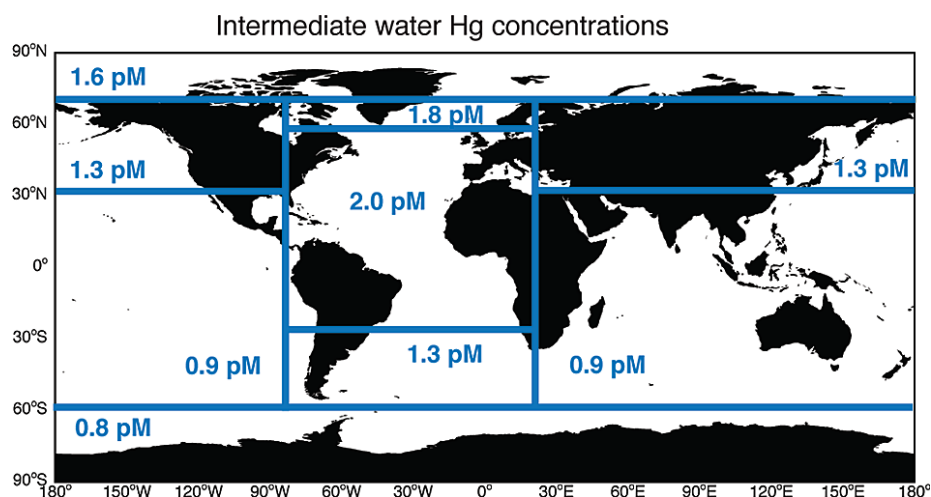 Intermediate water Hg concentrations
90°N
1.6 pM
60°N
1.8 pM
1.3 pM
1.3 pM
30°N
2.0 pM
0°
30°S
0.9 pM
1.3 pM
0.9 pM
60°S
0.8 pM
90°S
180° 150°W 120°W 90°W 60°W 30°W 0° 30°E 60°E 90°E 120°E 150°E 180°